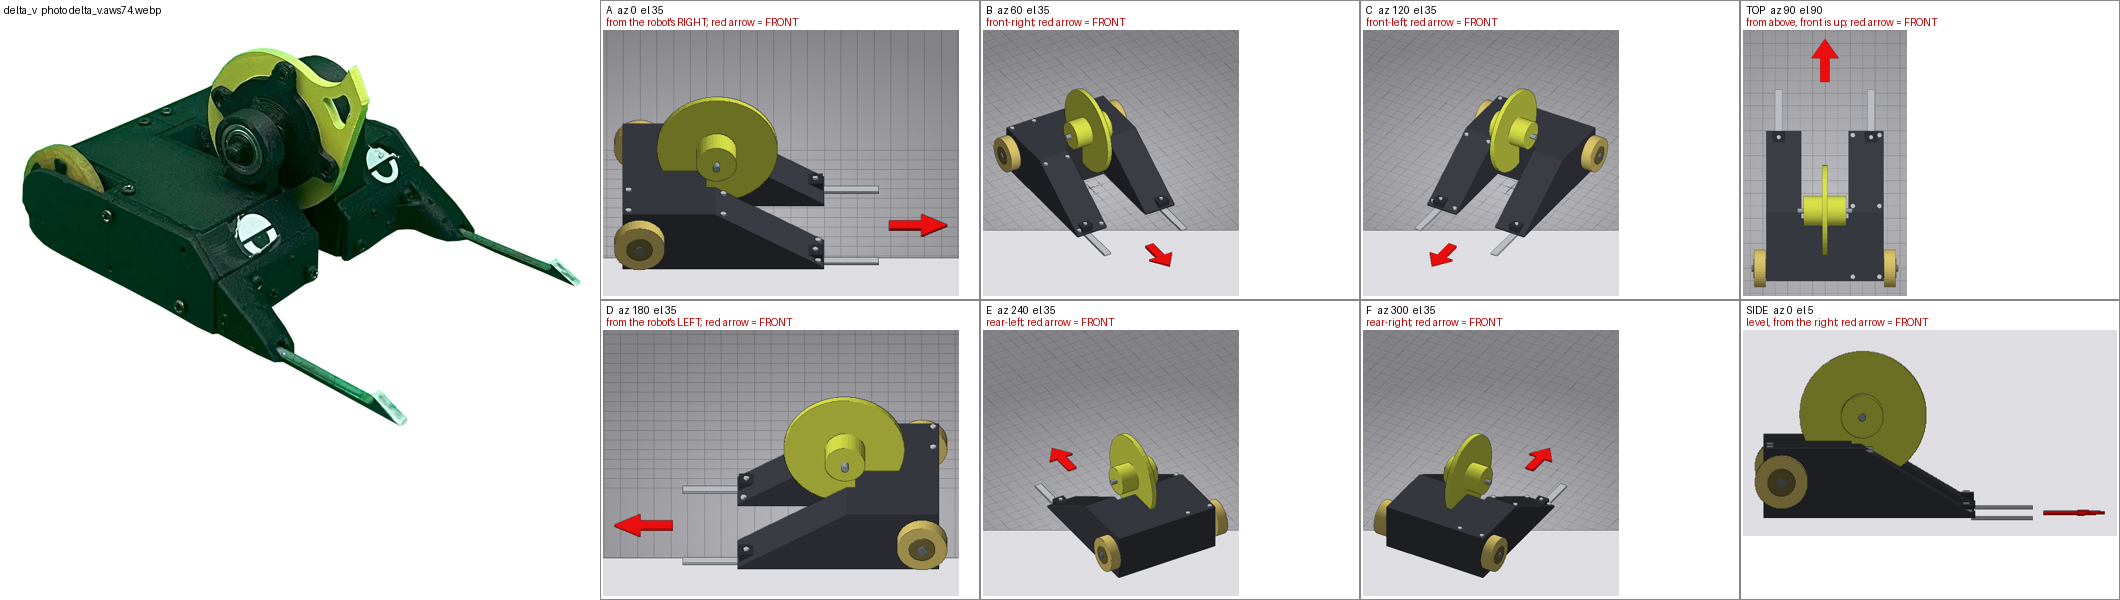 delta_v photo delta_v.aws74.webp
A az 0 el 35
from the robot's RIGHT; red arrow = FRONT
B az 60 el 35
front-right; red arrow = FRONT
C az 120 el 35
front-left; red arrow = FRONT
TOP az 90 el 90
from above, front is up; red arrow = FRONT
D az 180 el 35
from the robot's LEFT; red arrow = FRONT
E az 240 el 35
rear-left; red arrow = FRONT
F az 300 el 35
rear-right; red arrow = FRONT
SIDE az 0 el 5
level, from the right; red arrow = FRONT